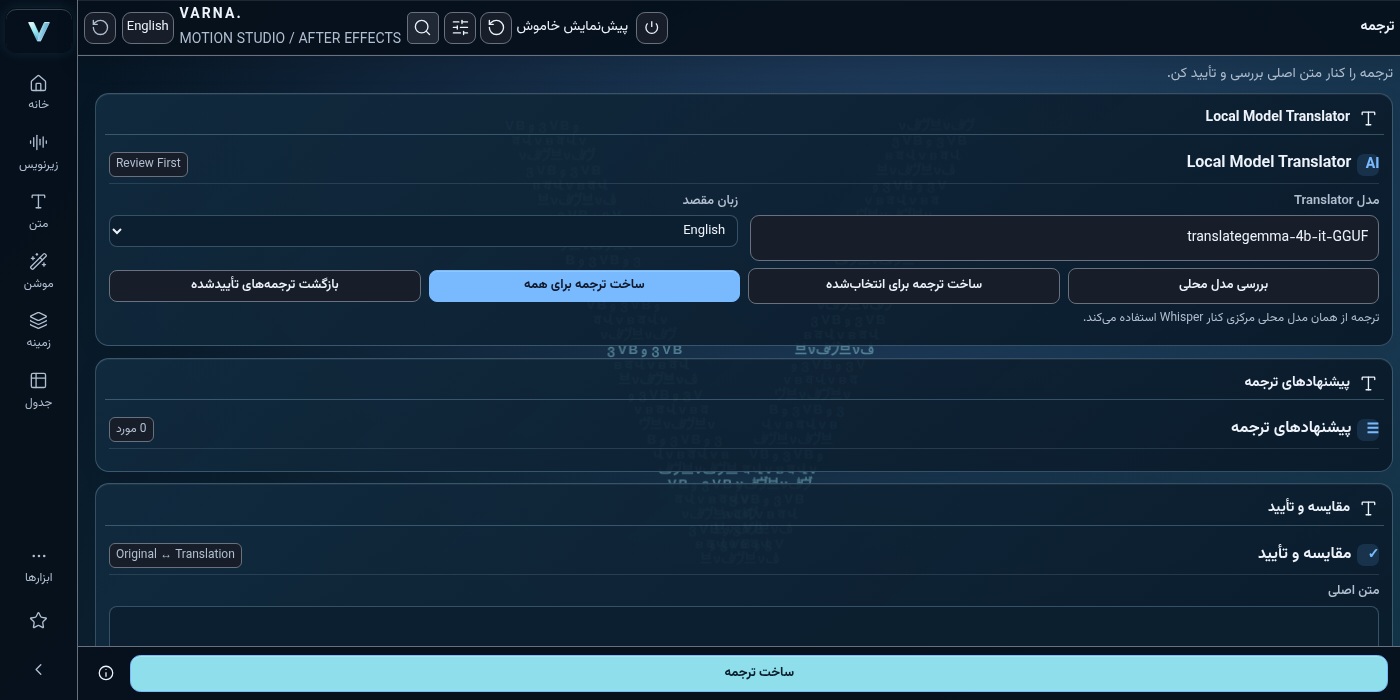 ترجمه
پیش‌نمایش خاموش
VARNA.
MOTION STUDIO / AFTER EFFECTS
English
خانه
زیرنویس
متن
موشن
زمینه
جدول
ابزارها
ترجمه را کنار متن اصلی بررسی و تأیید کن.
Local Model Translator
AI Local Model Translator
Review First
مدل Translator
زبان مقصد
translategemma-4b-it-GGUF
English
بررسی مدل محلی
ساخت ترجمه برای انتخاب‌شده
ساخت ترجمه برای همه
بازگشت ترجمه‌های تأییدشده
ترجمه از همان مدل محلی مرکزی کنار Whisper استفاده می‌کند.
پیشنهادهای ترجمه
پیشنهادهای ترجمه
0 مورد
مقایسه و تأیید
مقایسه و تأیید
Original ↔ Translation
متن اصلی
ساخت ترجمه